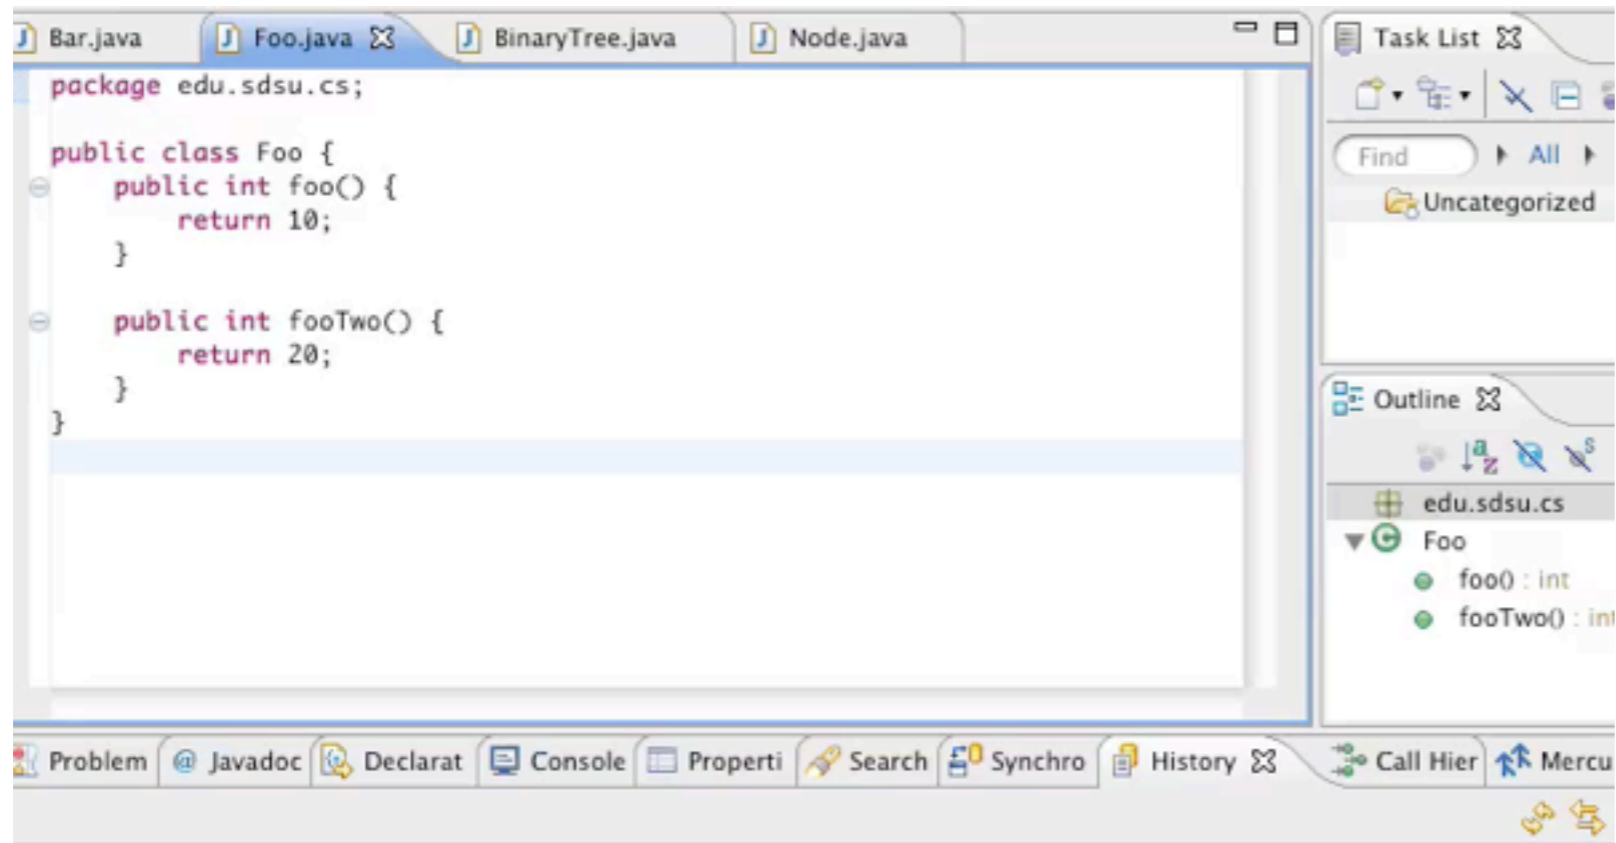 Bar.java Foo.java BinaryTree.java Node.java
package edu.sdsu.cs;
public class Foo {
public int foo() {
return 10;
}
public int fooTwo() {
return 20;
}
}
Task List
Find All
Uncategorized
Outline
edu.sdsu.cs
Foo
foo() : int
fooTwo() : int
Problem Javadoc Declarat Console Properti Search Synchro History Call Hier Mercu